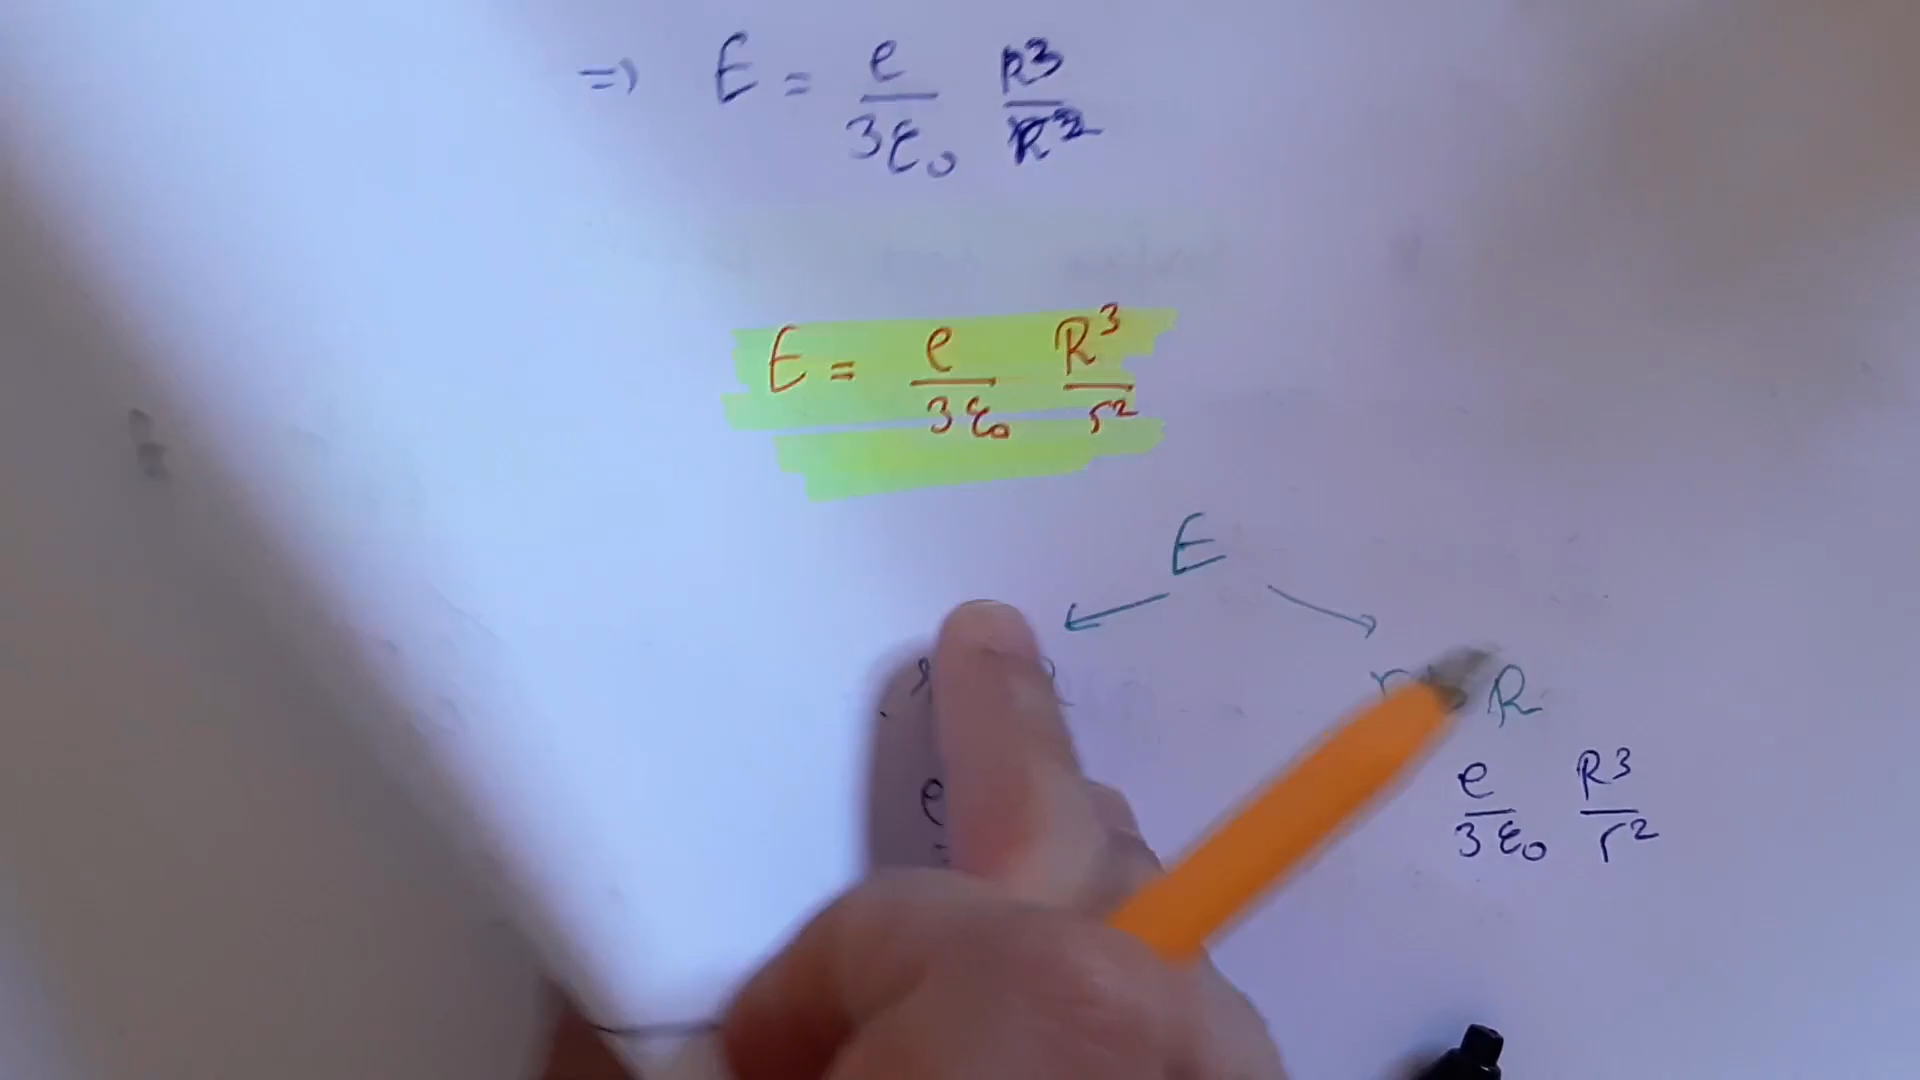 => E = e/3ε₀ R3/R²
E = e/3ε₀ R³/r²
E
R
e
e/3ε₀ R3/r²